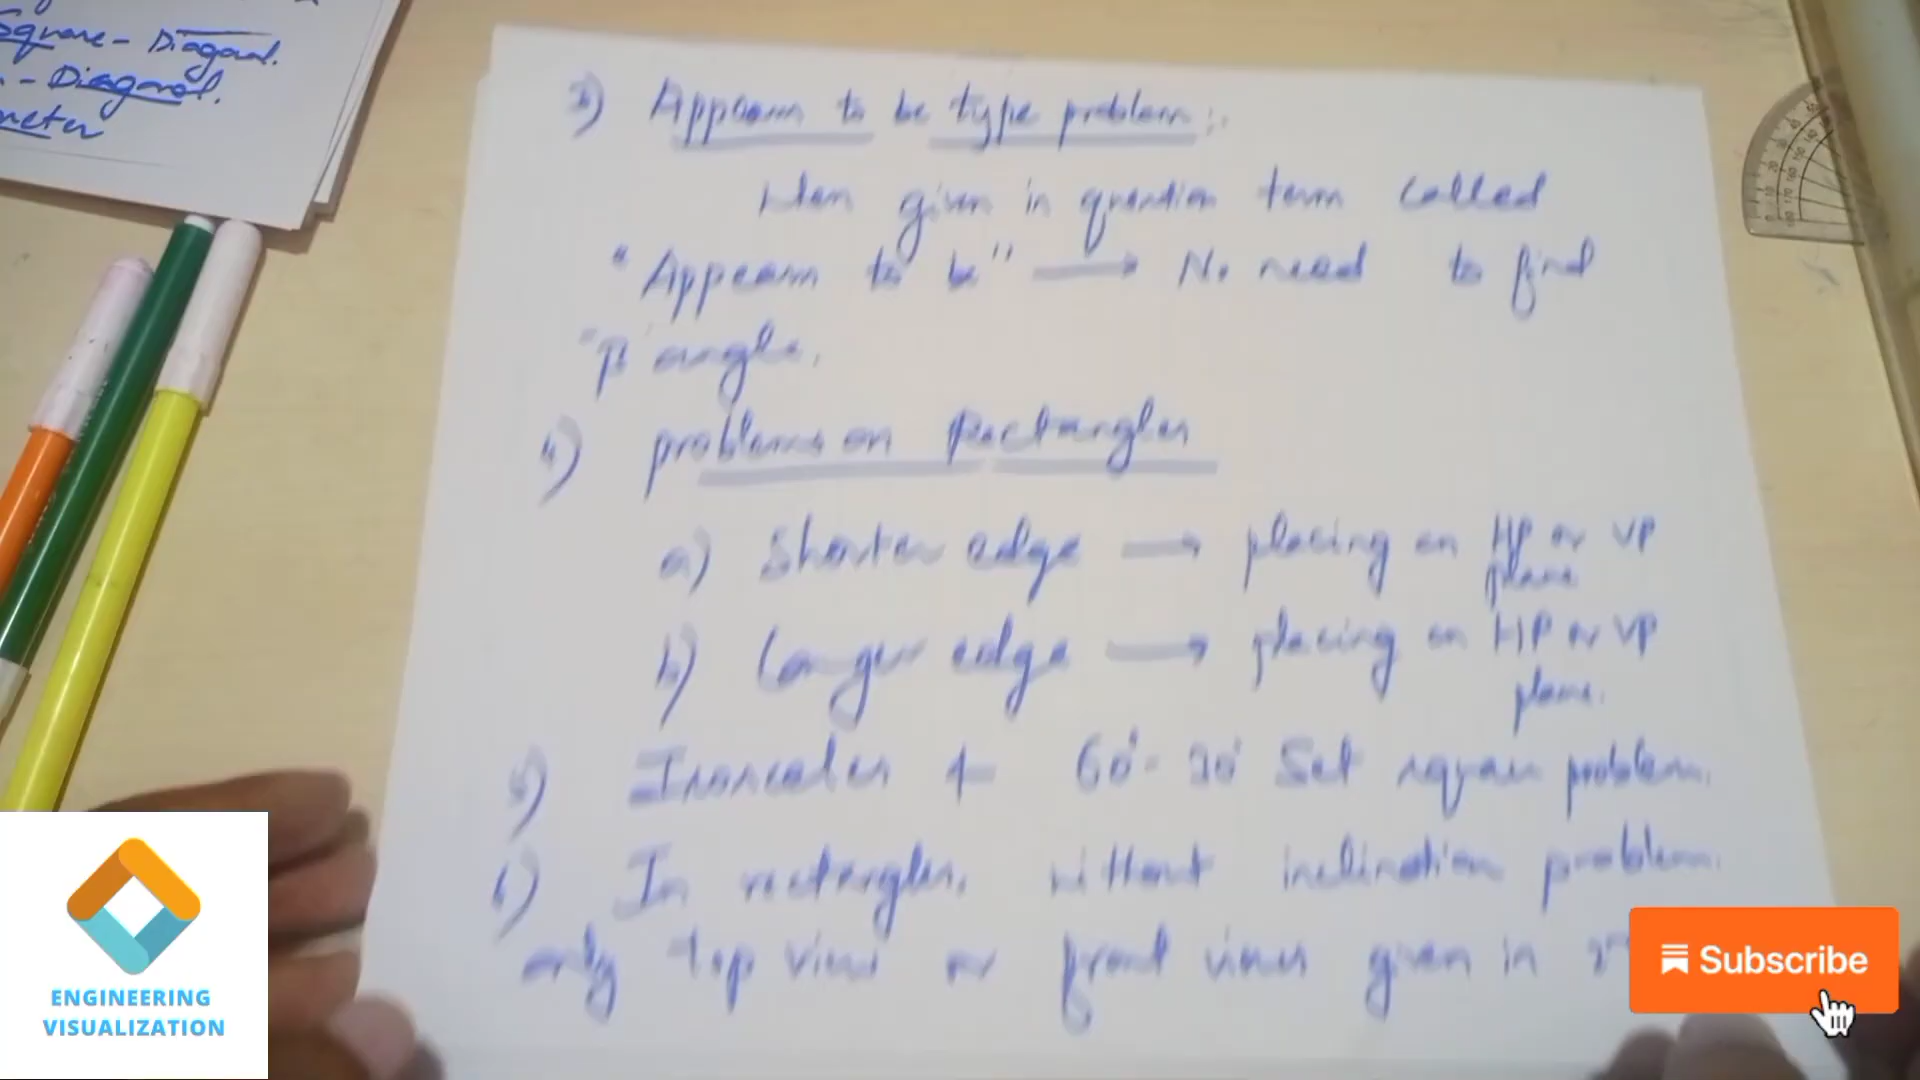 Square - Diagonal.
- Diagonal.
meter
3) Appears to be type problem:-
When given in question term called
"Appears to be" → No need to find
"β" angle.
4) problems on Rectangles
a) Shorter edge → placing on HP or VP
plane
b) Longer edge → placing on HP or VP
plane.
5) Isosceles + 60° - 30° Set square problem.
6) In rectangles, without inclination problem.
only top view or front view given in
Subscribe
ENGINEERING
VISUALIZATION